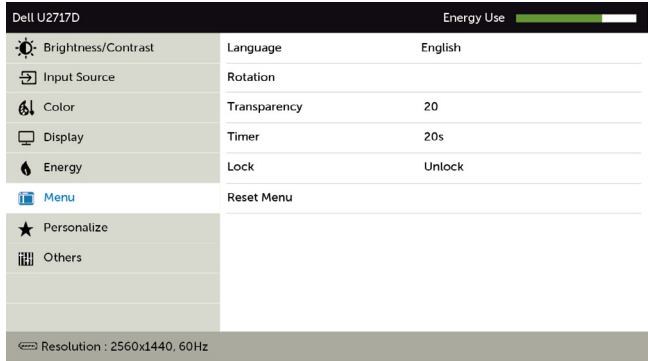 Dell U2717D Energy Use
Brightness/Contrast Language English
Input Source Rotation
Color Transparency 20
Display Timer 20s
Energy Lock Unlock
Menu Reset Menu
Personalize
Others
Resolution : 2560x1440, 60Hz